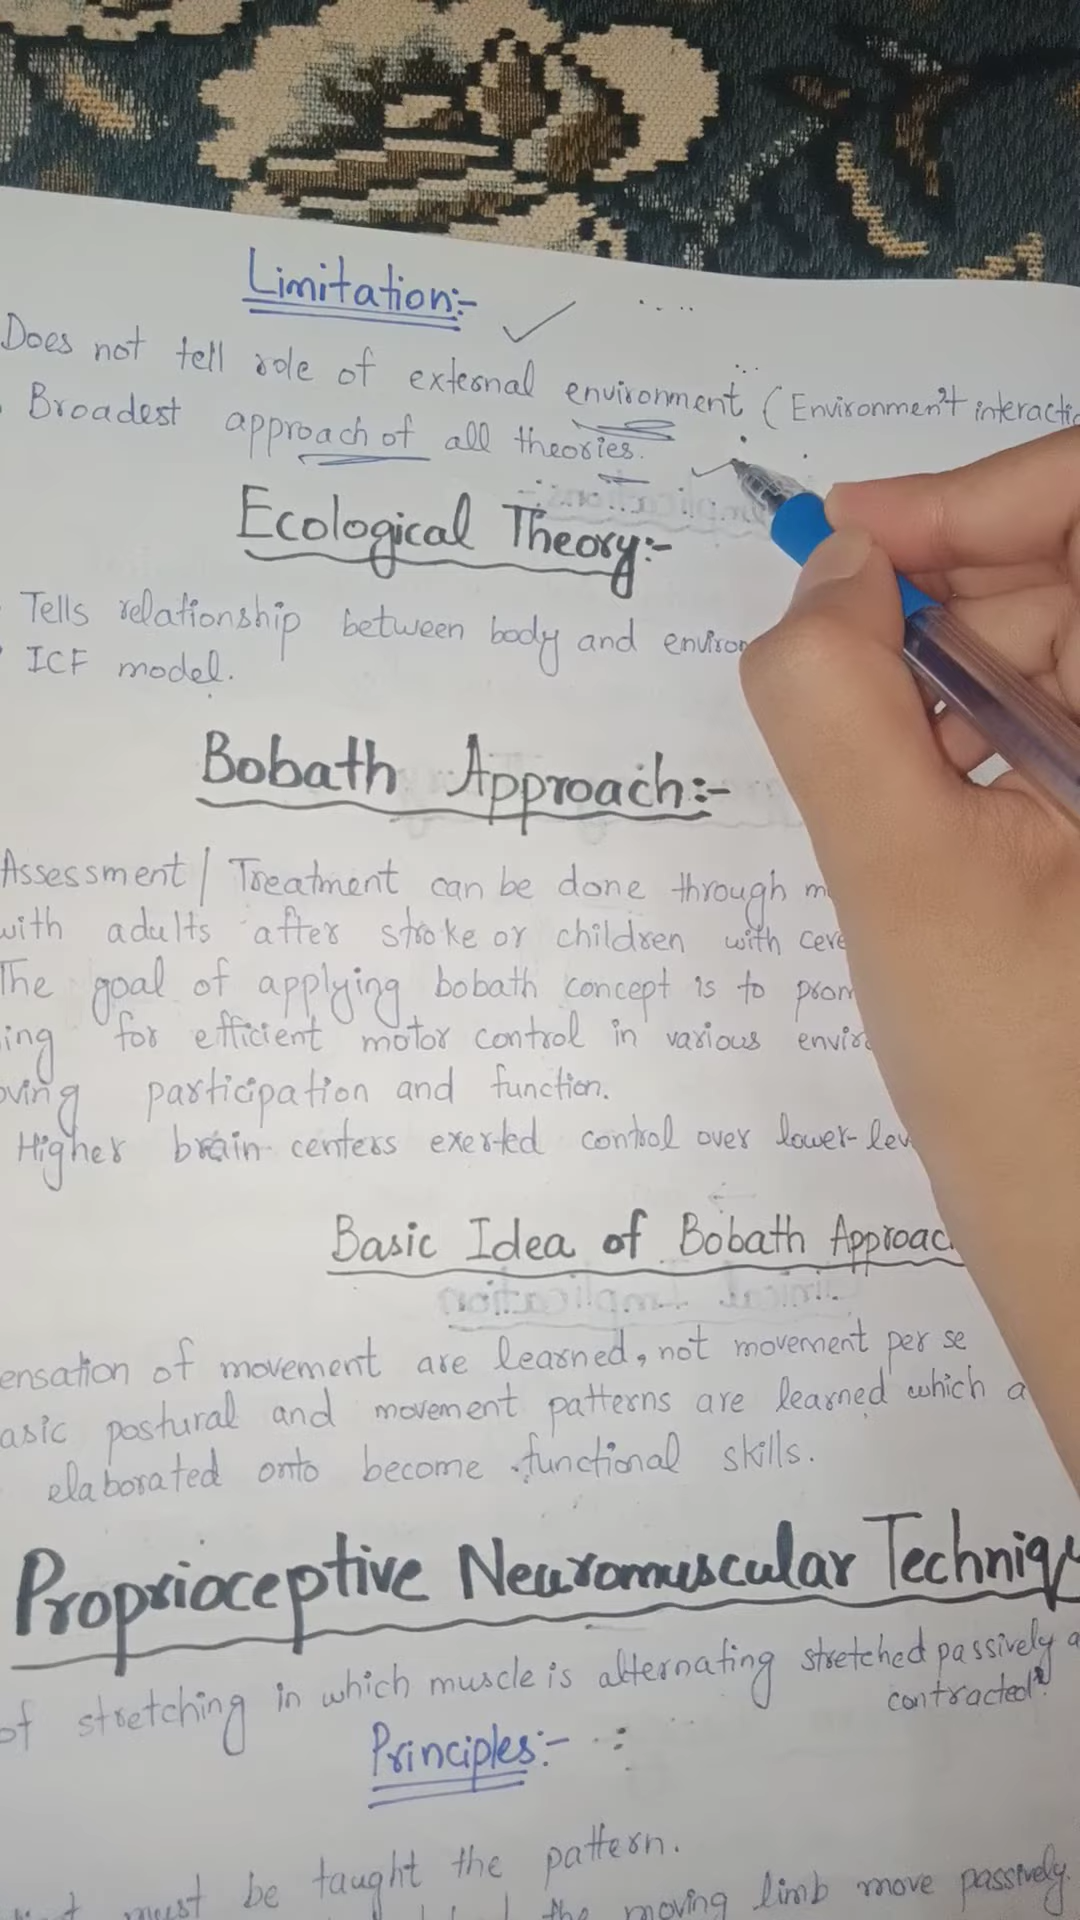 Limitation:-
Does not tell role of external environment (Environmen't interactio
Broadest approach of all theories.
Ecological Theory:-
Tells relationship between body and environ
ICF model.
Bobath Approach:-
Assessment / Treatment can be done through m
with adults after stroke or children with cere
The goal of applying bobath concept is to prom
ing for efficient motor control in various envir
oving participation and function.
Higher brain centers exerted control over lower-lev
Basic Idea of Bobath Approac
ensation of movement are learned, not movement per se
asic postural and movement patterns are learned which a
elaborated onto become functional skills.
Proprioceptive Neuromuscular Techniqu
of stretching in which muscle is alternating stretched passively a
contracted.
Principles:-
must be taught the pattern.
the moving limb move passively.